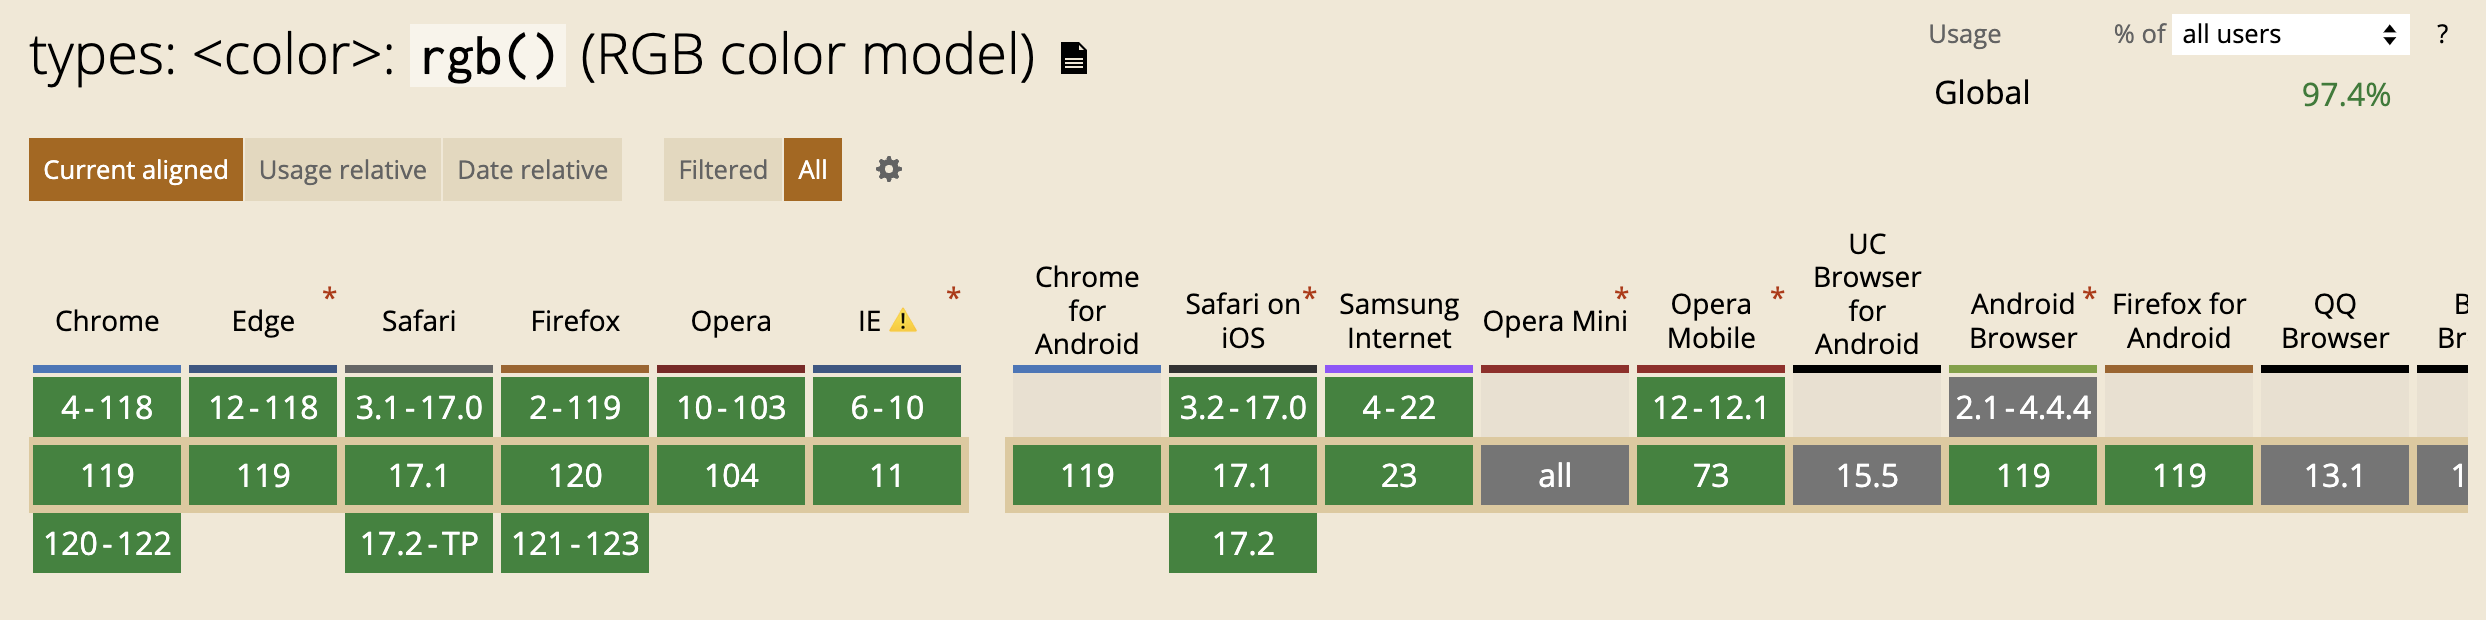 types: <color>: rgb() (RGB color model)
Usage % of all users ?
Global 97.4%
Current aligned Usage relative Date relative Filtered All
Chrome Edge * Safari Firefox Opera IE *
Chrome for Android
Safari on iOS *
Samsung Internet
Opera Mini *
Opera Mobile *
UC Browser for Android
Android Browser *
Firefox for Android
QQ Browser
B
Br
4-118 12-118 3.1-17.0 2-119 10-103 6-10 3.2-17.0 4-22 12-12.1 2.1-4.4.4
119 119 17.1 120 104 11 119 17.1 23 all 73 15.5 119 119 13.1 1
120-122 17.2-TP 121-123 17.2